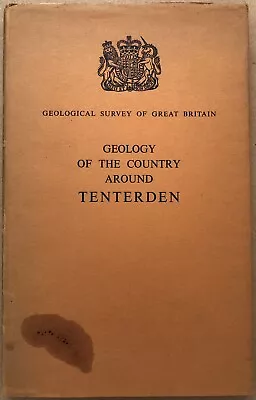 GEOLOGICAL SURVEY OF GREAT BRITAIN
GEOLOGY
OF THE COUNTRY
AROUND
TENTERDEN